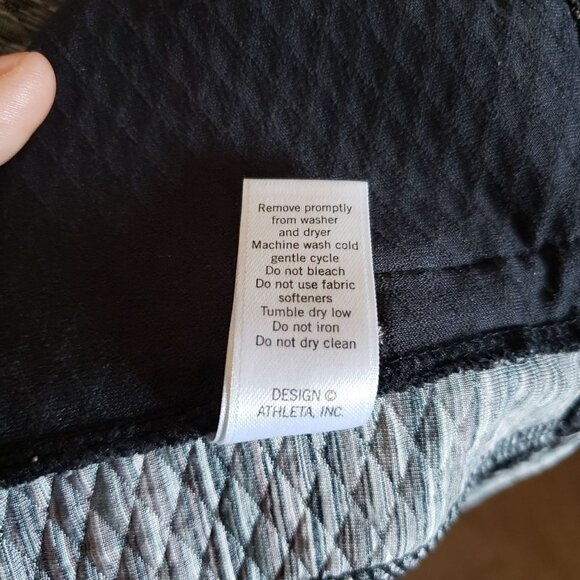 Remove promptly
from washer
and dryer
Machine wash cold
gentle cycle
Do not bleach
Do not use fabric
softeners
Tumble dry low
Do not iron
Do not dry clean
DESIGN ©
ATHLETA, INC.